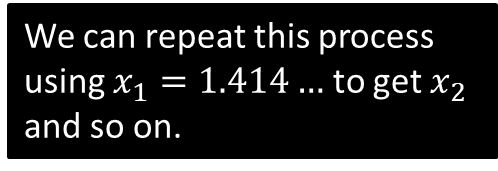 We can repeat this process
using 𝑥₁ = 1.414 ... to get 𝑥₂
and so on.